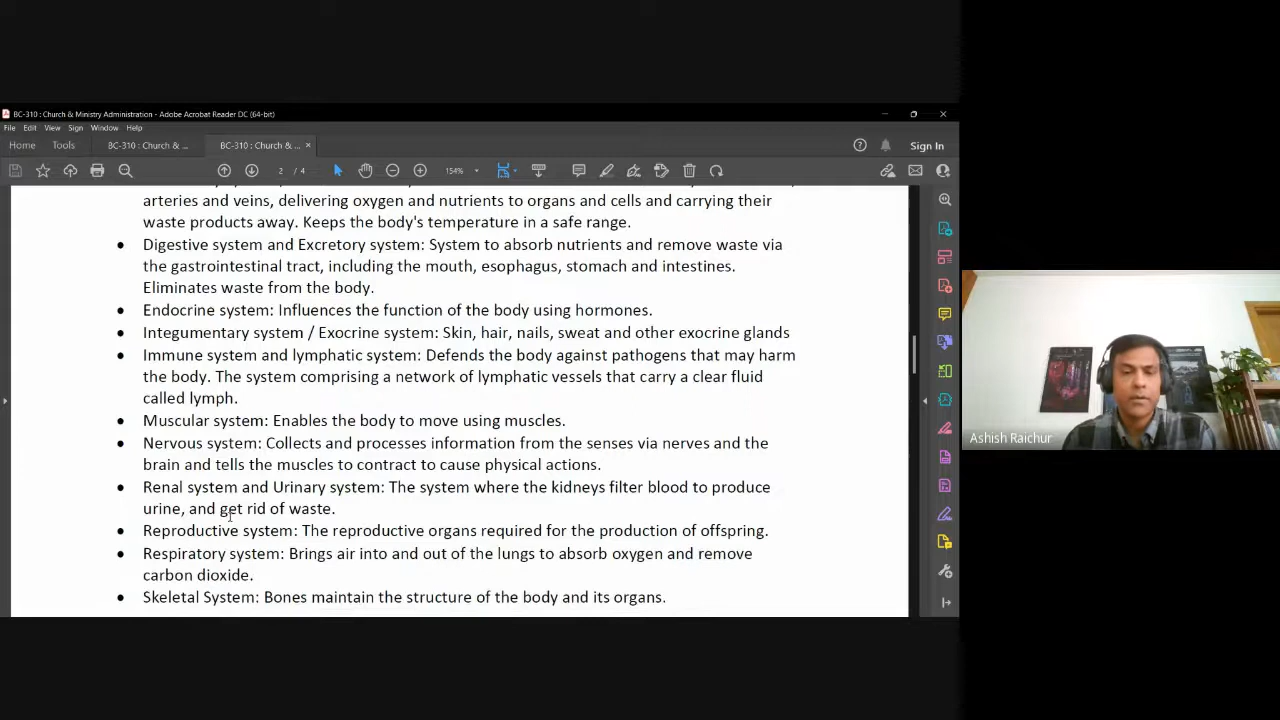 BC-310 : Church & Ministry Administration - Adobe Acrobat Reader DC (64-bit)
File Edit View Sign Window Help
Home Tools BC-310 : Church & ... BC-310 : Church & ... × Sign In
2 / 4 154%
arteries and veins, delivering oxygen and nutrients to organs and cells and carrying their
waste products away. Keeps the body's temperature in a safe range.
• Digestive system and Excretory system: System to absorb nutrients and remove waste via
the gastrointestinal tract, including the mouth, esophagus, stomach and intestines.
Eliminates waste from the body.
• Endocrine system: Influences the function of the body using hormones.
• Integumentary system / Exocrine system: Skin, hair, nails, sweat and other exocrine glands
• Immune system and lymphatic system: Defends the body against pathogens that may harm
the body. The system comprising a network of lymphatic vessels that carry a clear fluid
called lymph.
• Muscular system: Enables the body to move using muscles.
• Nervous system: Collects and processes information from the senses via nerves and the
brain and tells the muscles to contract to cause physical actions.
• Renal system and Urinary system: The system where the kidneys filter blood to produce
urine, and get rid of waste.
• Reproductive system: The reproductive organs required for the production of offspring.
• Respiratory system: Brings air into and out of the lungs to absorb oxygen and remove
carbon dioxide.
• Skeletal System: Bones maintain the structure of the body and its organs.
Ashish Raichur